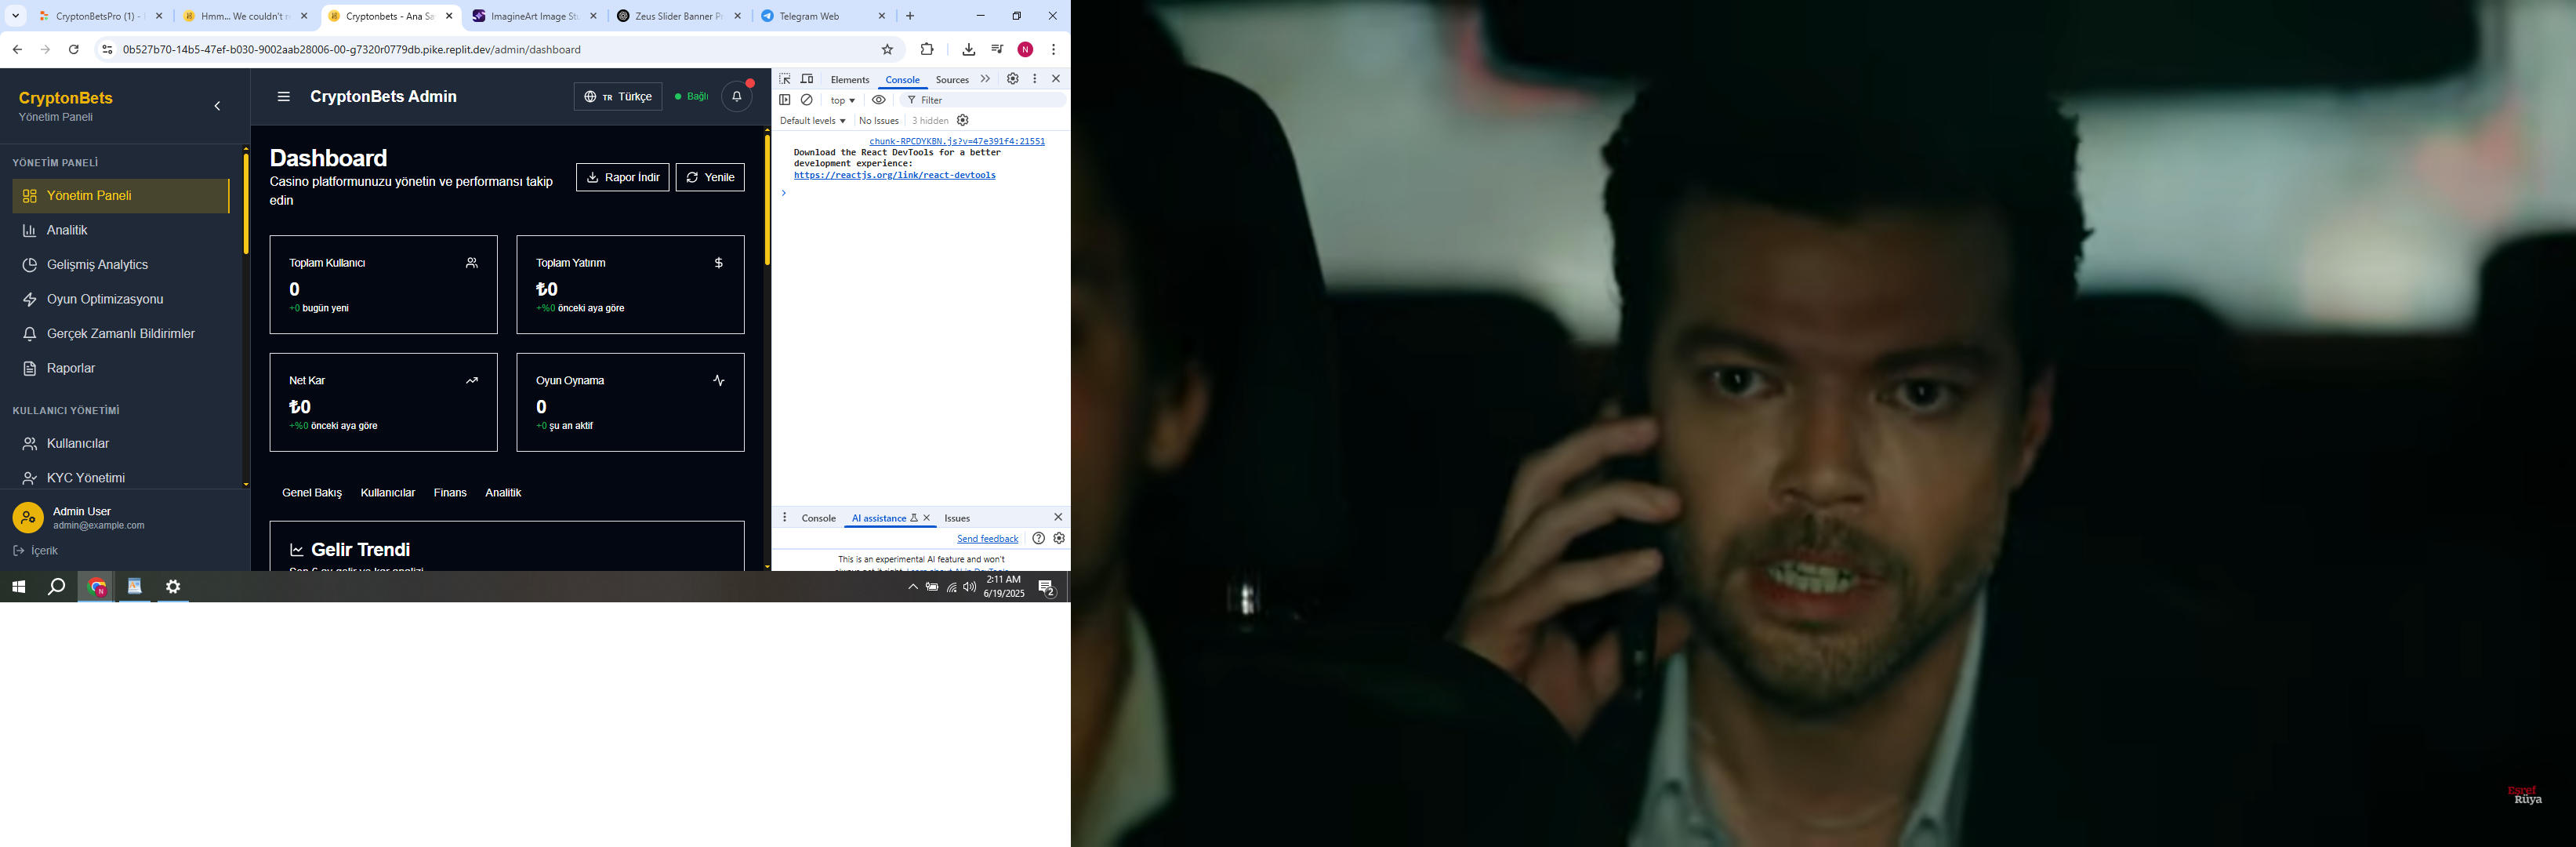 CryptonBetsPro (1) -
Hmm... We couldn't r
Cryptonbets - Ana Sa
ImagineArt Image St
Zeus Slider Banner Pr
Telegram Web
0b527b70-14b5-47ef-b030-9002aab28006-00-g7320r0779db.pike.replit.dev/admin/dashboard
N
CryptonBets
Yönetim Paneli
YÖNETİM PANELİ
Yönetim Paneli
Analitik
Gelişmiş Analytics
Oyun Optimizasyonu
Gerçek Zamanlı Bildirimler
Raporlar
KULLANICI YÖNETİMİ
Kullanıcılar
KYC Yönetimi
Admin User
admin@example.com
İçerik
CryptonBets Admin
TR Türkçe
Bağlı
Dashboard
Casino platformunuzu yönetin ve performansı takip
edin
Rapor İndir
Yenile
Toplam Kullanıcı
0
+0 bugün yeni
Toplam Yatırım
₺0
+%0 önceki aya göre
Net Kar
₺0
+%0 önceki aya göre
Oyun Oynama
0
+0 şu an aktif
Genel Bakış
Kullanıcılar
Finans
Analitik
Gelir Trendi
Elements
Console
Sources
top
Filter
Default levels
No Issues
3 hidden
chunk-RPCDYKBN.js?v=47e391f4:21551
Download the React DevTools for a better
development experience:
https://reactjs.org/link/react-devtools
Console
AI assistance
Issues
Send feedback
This is an experimental AI feature and won't
2:11 AM
6/19/2025
2
Eşref
Rüya